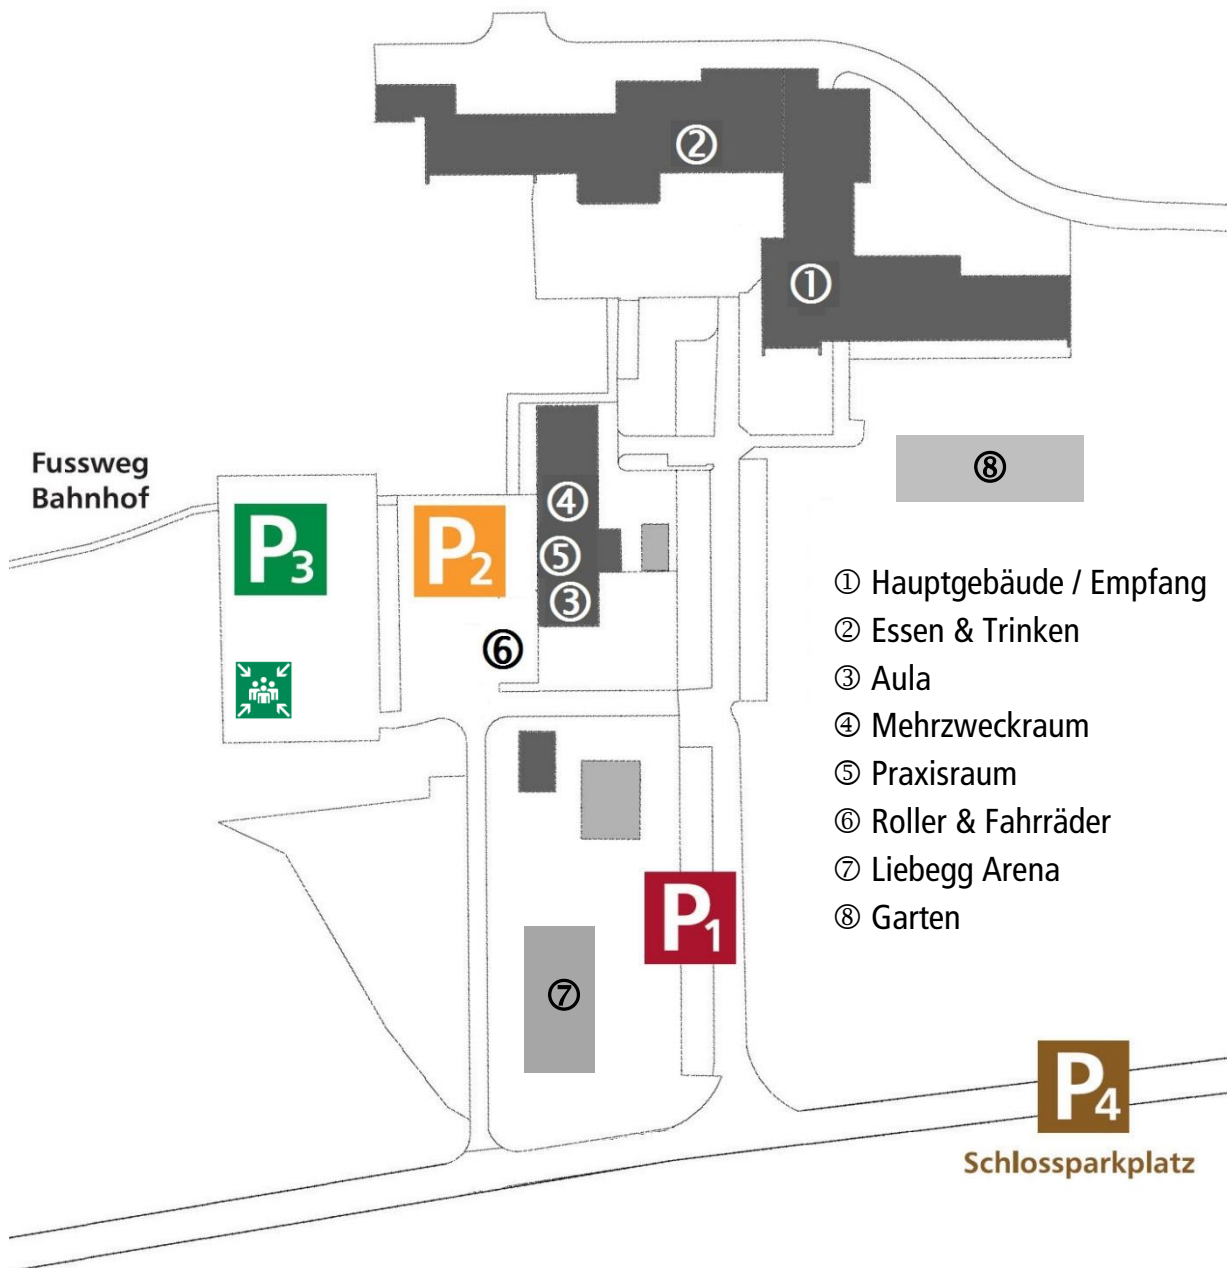 ②
①
Fussweg
Bahnhof
⑧
④
P3
P2
⑤
③
⑥
① Hauptgebäude / Empfang
② Essen & Trinken
③ Aula
④ Mehrzweckraum
⑤ Praxisraum
⑥ Roller & Fahrräder
⑦ Liebegg Arena
⑧ Garten
P1
⑦
P4
Schlossparkplatz